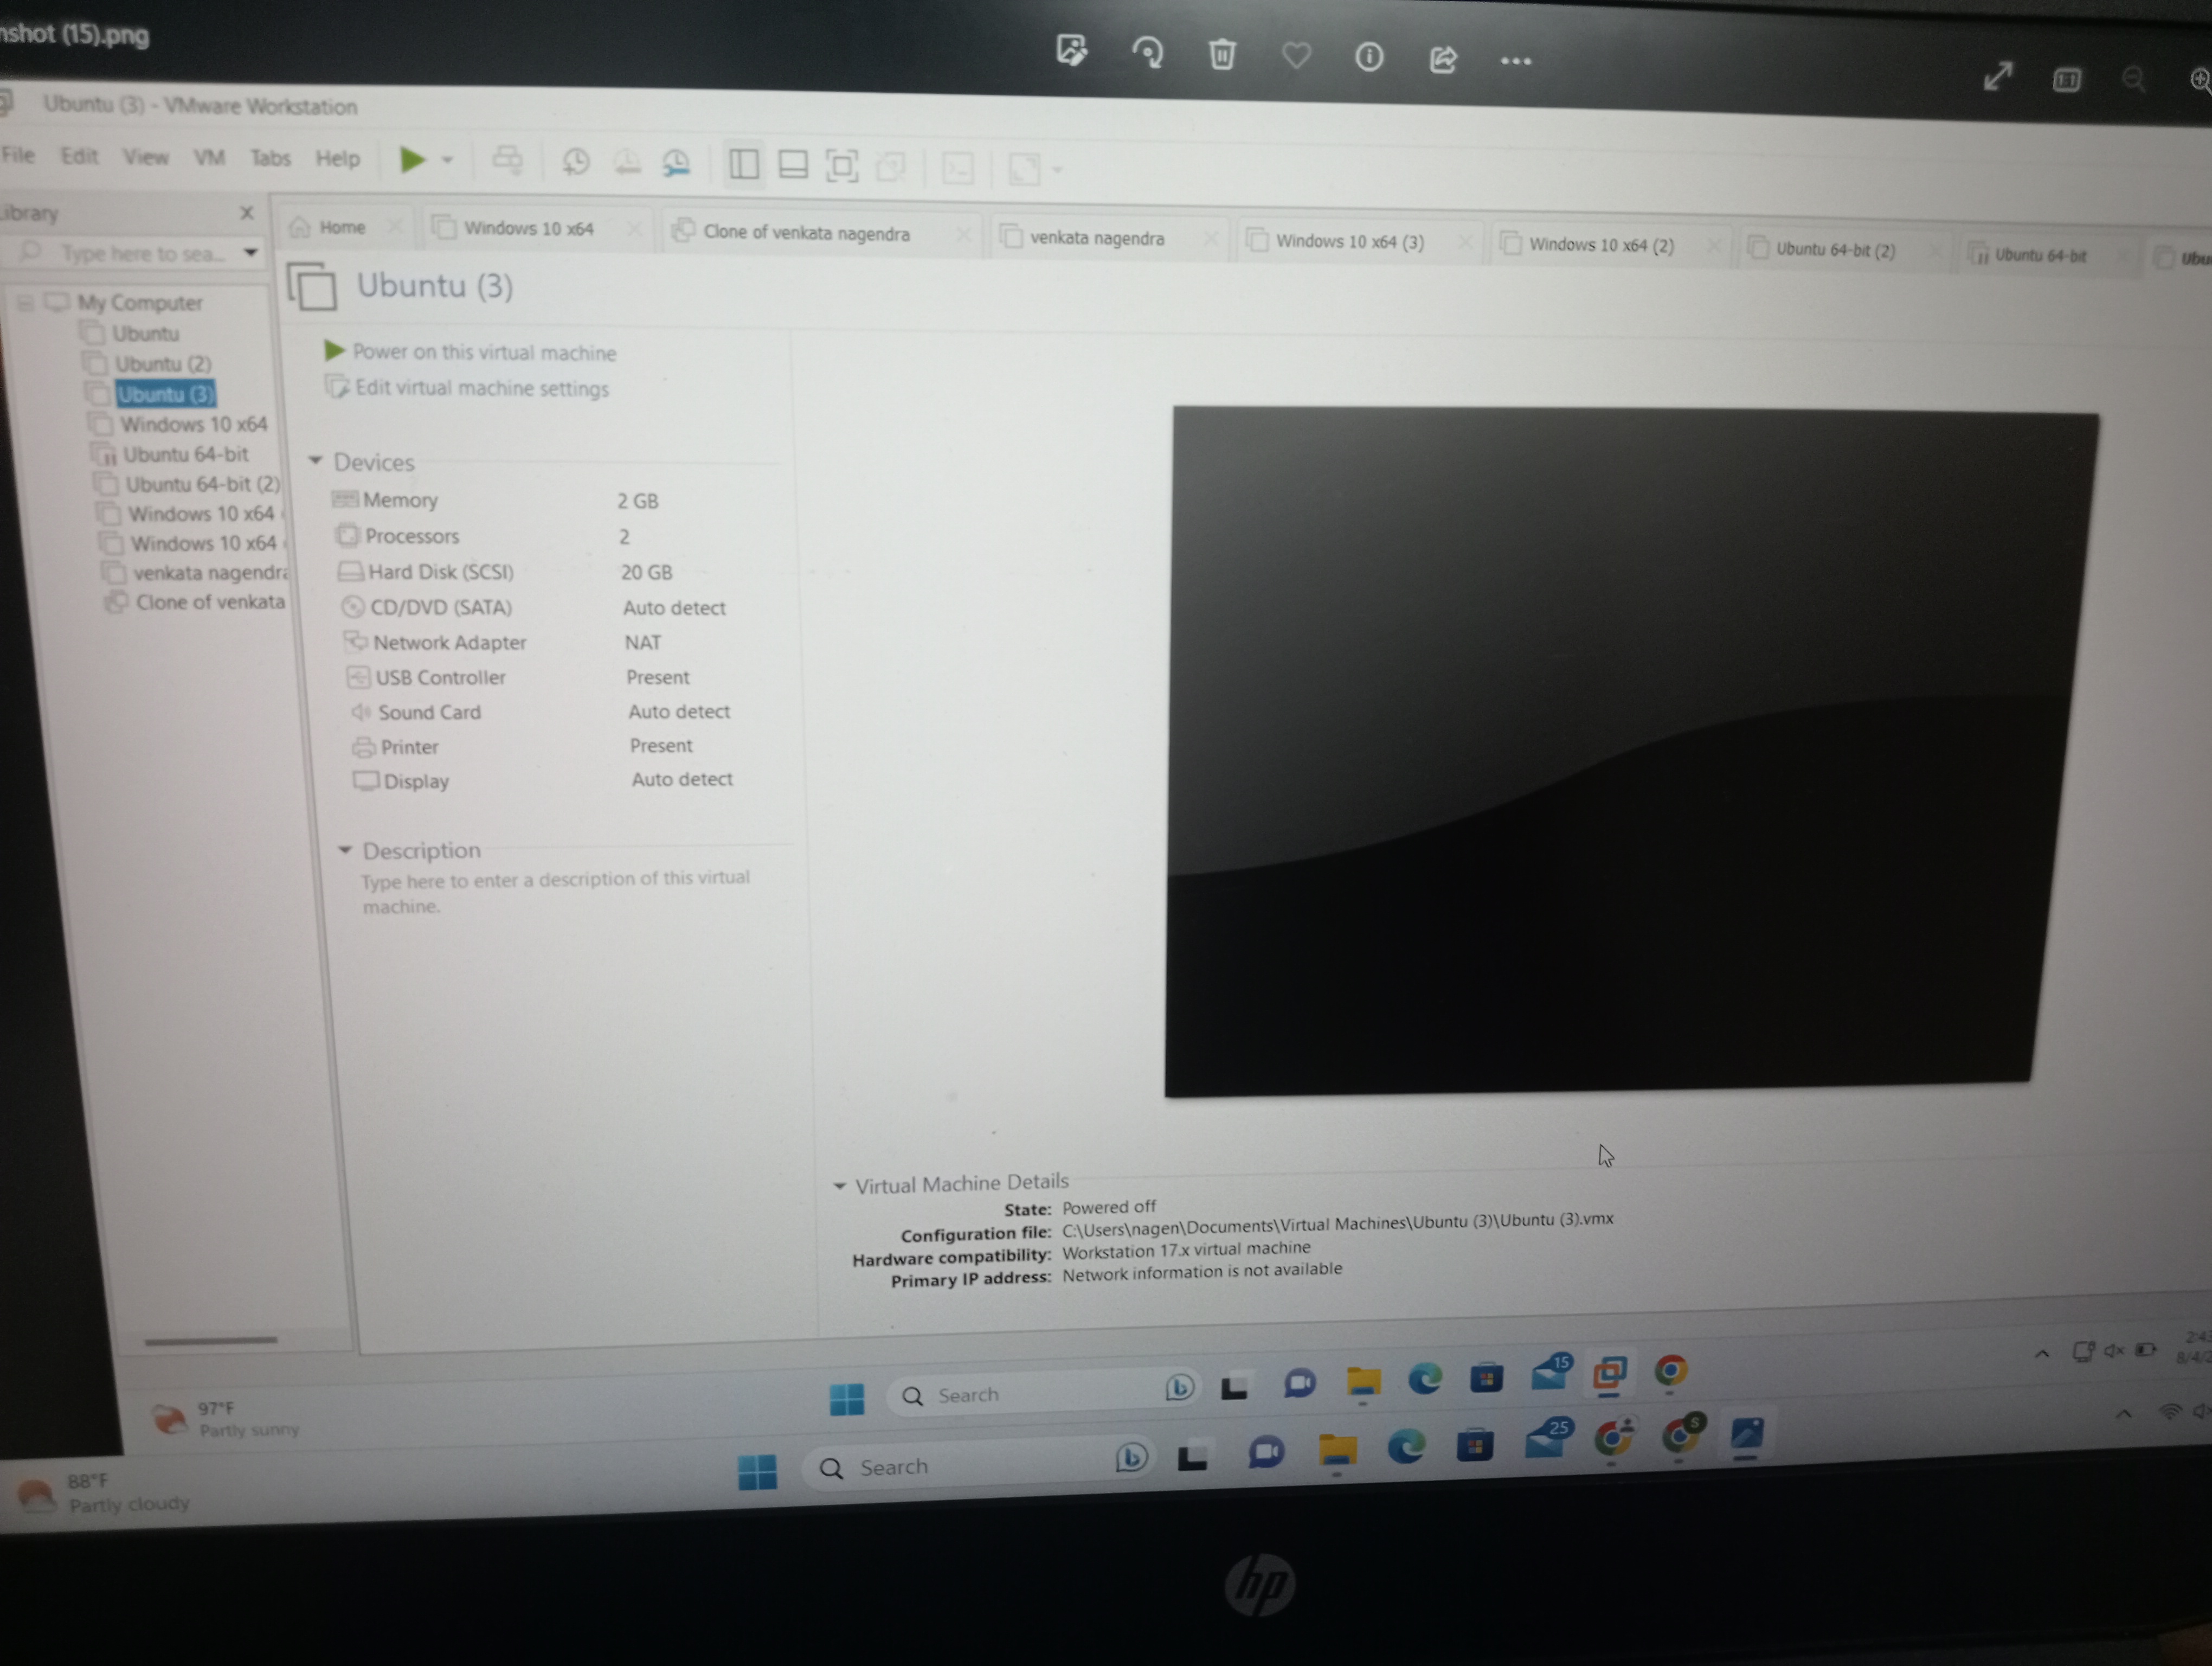 nshot (15).png
Ubuntu (3) - VMware Workstation
File Edit View VM Tabs Help
Library
Type here to sea...
Home
Windows 10 x64
Clone of venkata nagendra
venkata nagendra
Windows 10 x64 (3)
Windows 10 x64 (2)
Ubuntu 64-bit (2)
Ubuntu 64-bit
Ubu
My Computer
Ubuntu
Ubuntu (2)
Ubuntu (3)
Windows 10 x64
Ubuntu 64-bit
Ubuntu 64-bit (2)
Windows 10 x64
Windows 10 x64
venkata nagendra
Clone of venkata
Ubuntu (3)
Power on this virtual machine
Edit virtual machine settings
Devices
Memory 2 GB
Processors 2
Hard Disk (SCSI) 20 GB
CD/DVD (SATA) Auto detect
Network Adapter NAT
USB Controller Present
Sound Card Auto detect
Printer Present
Display Auto detect
Description
Type here to enter a description of this virtual
machine.
Virtual Machine Details
State: Powered off
Configuration file: C:\Users\nagen\Documents\Virtual Machines\Ubuntu (3)\Ubuntu (3).vmx
Hardware compatibility: Workstation 17.x virtual machine
Primary IP address: Network information is not available
97°F
Partly sunny
Search
15
2:43
8/4/2
88°F
Partly cloudy
Search
25
S
hp